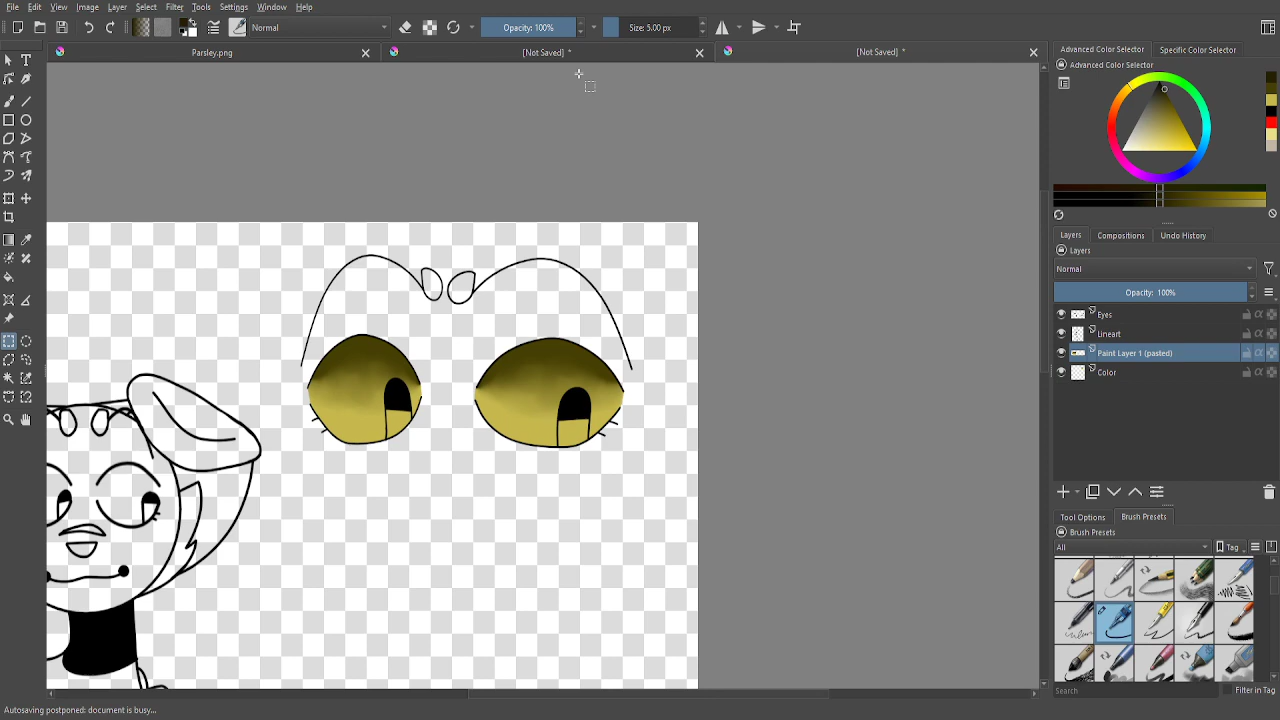 File Edit View Image Layer Select Filter Tools Settings Window Help
Normal Opacity: 100% Size: 5.00 px
Parsley.png [Not Saved] * [Not Saved] *
Advanced Color Selector Specific Color Selector
Advanced Color Selector
Layers Compositions Undo History
Layers
Normal
Opacity: 100%
Eyes
Lineart
Paint Layer 1 (pasted)
Color
Tool Options Brush Presets
Brush Presets
All Tag
Search Filter in Tag
Autosaving postponed: document is busy...